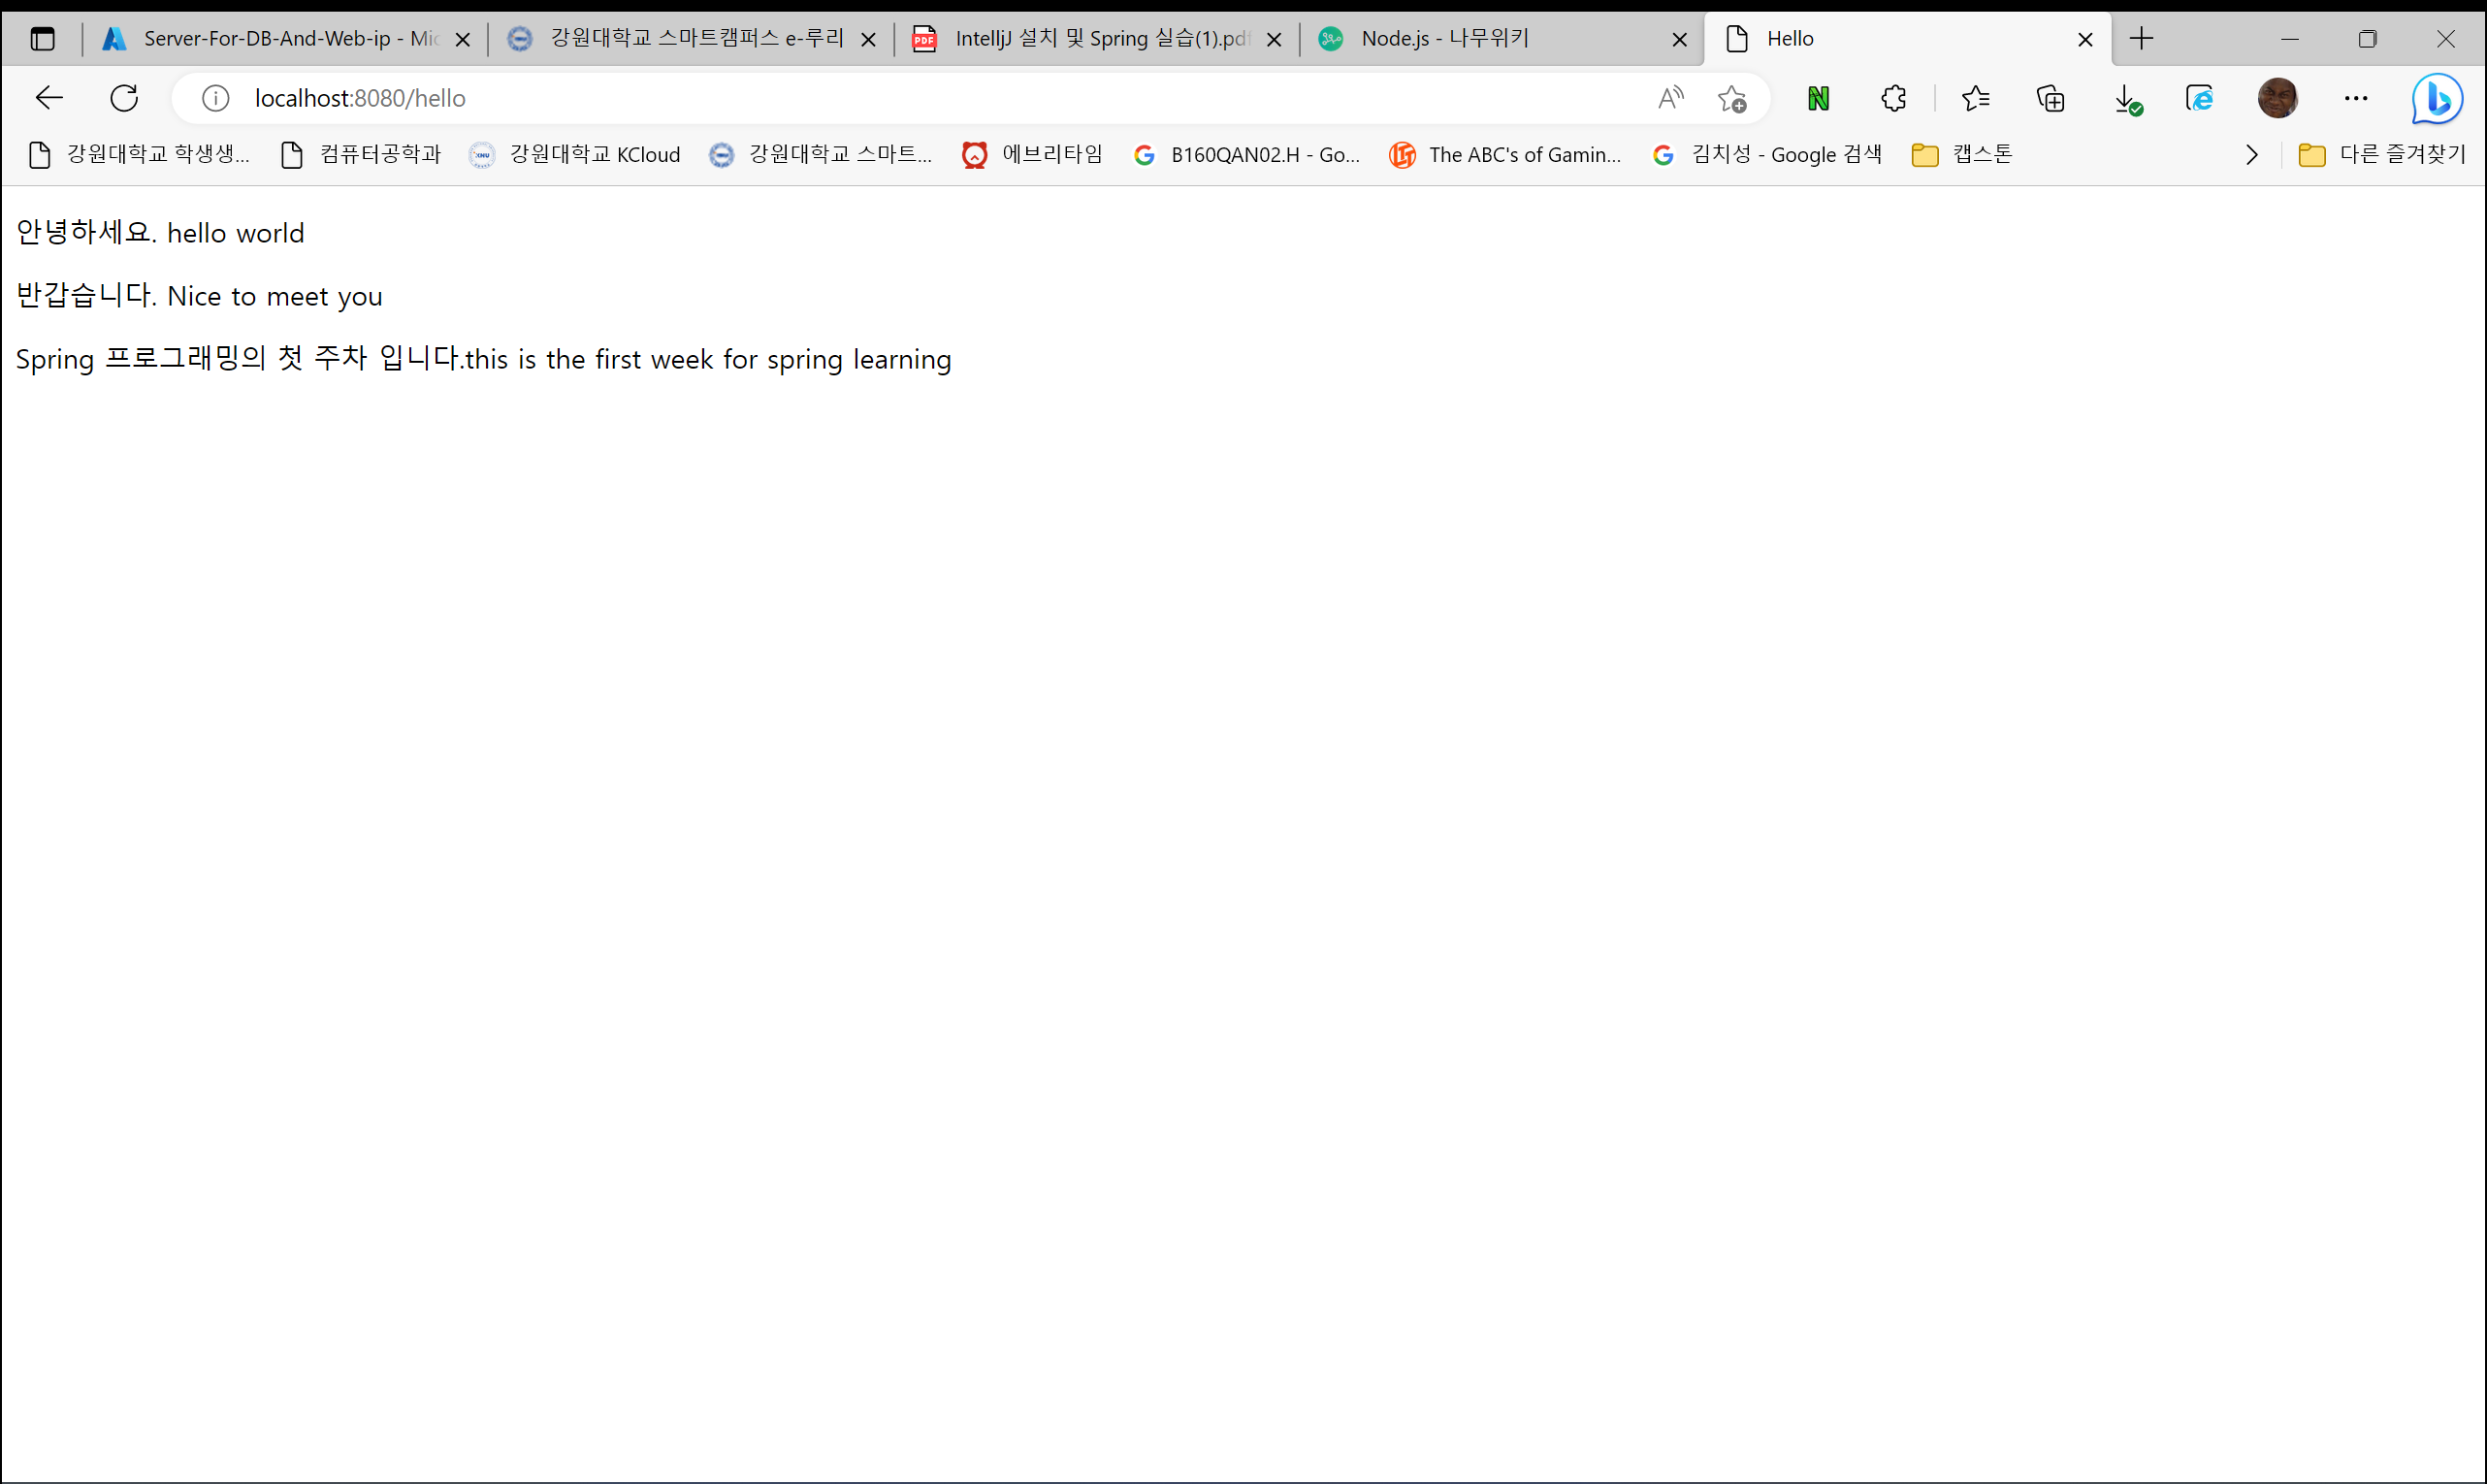 Server-For-DB-And-Web-ip - Mic
강원대학교 스마트캠퍼스 e-루리
IntelljJ 설치 및 Spring 실습(1).pdf
Node.js - 나무위키
Hello
localhost:8080/hello
강원대학교 학생생...
컴퓨터공학과
강원대학교 KCloud
강원대학교 스마트...
에브리타임
B160QAN02.H - Go...
The ABC's of Gamin...
김치성 - Google 검색
캡스톤
다른 즐겨찾기
안녕하세요. hello world
반갑습니다. Nice to meet you
Spring 프로그래밍의 첫 주차 입니다.this is the first week for spring learning